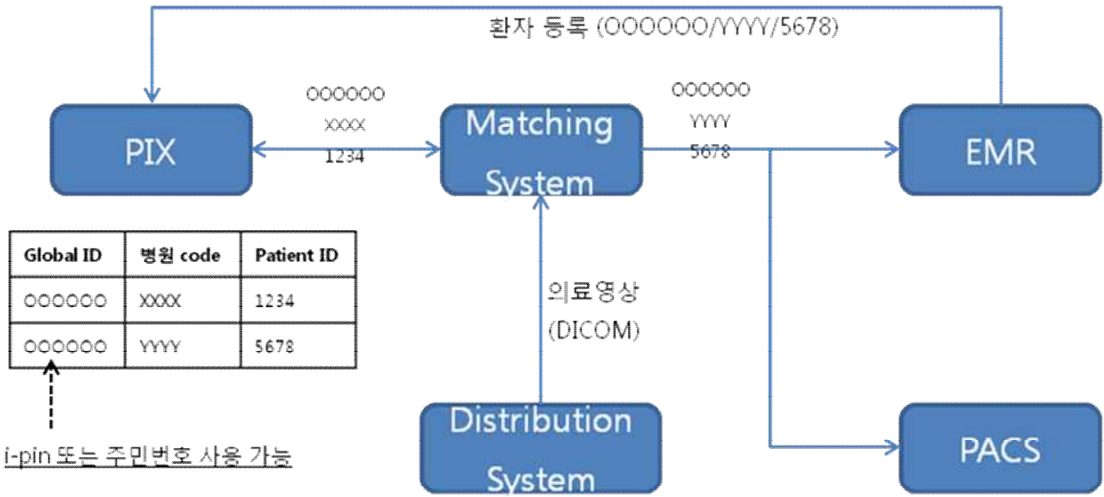 환자 등록 (OOOOOO/YYYY/5678)
OOOOOO
XXXX
1234
OOOOOO
YYYY
5678
PIX
Matching
System
EMR
Global ID 병원 code Patient ID
OOOOOO XXXX 1234
OOOOOO YYYY 5678
의료영상
(DICOM)
i-pin 또는 주민번호 사용 가능
Distribution
System
PACS